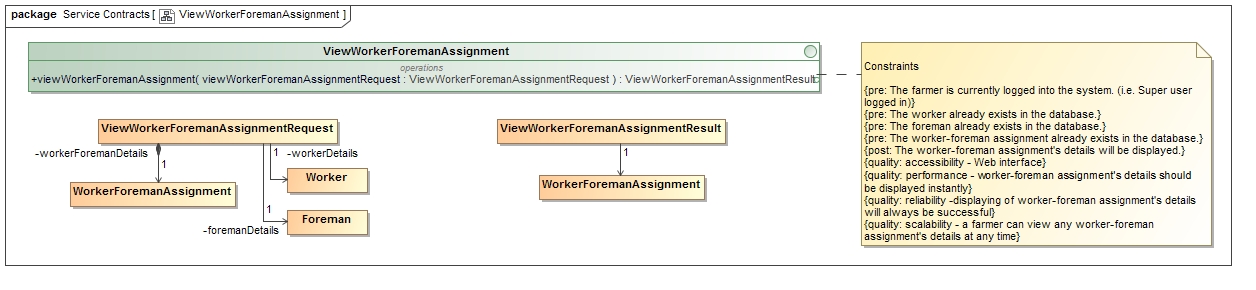 package Service Contracts [ ViewWorkerForemanAssignment ]
ViewWorkerForemanAssignment
operations
+viewWorkerForemanAssignment( viewWorkerForemanAssignmentRequest : ViewWorkerForemanAssignmentRequest ) : ViewWorkerForemanAssignmentResult
ViewWorkerForemanAssignmentRequest
-workerForemanDetails
1
1
-workerDetails
WorkerForemanAssignment
Worker
1
Foreman
-foremanDetails
ViewWorkerForemanAssignmentResult
1
WorkerForemanAssignment
Constraints
{pre: The farmer is currently logged into the system. (i.e. Super user
logged in)}
{pre: The worker already exists in the database.}
{pre: The foreman already exists in the database.}
{pre: The worker-foreman assignment already exists in the database.}
{post: The worker-foreman assignment's details will be displayed.}
{quality: accessibility - Web interface}
{quality: performance - worker-foreman assignment's details should
be displayed instantly}
{quality: reliability -displaying of worker-foreman assignment's details
will always be successful}
{quality: scalability - a farmer can view any worker-foreman
assignment's details at any time}